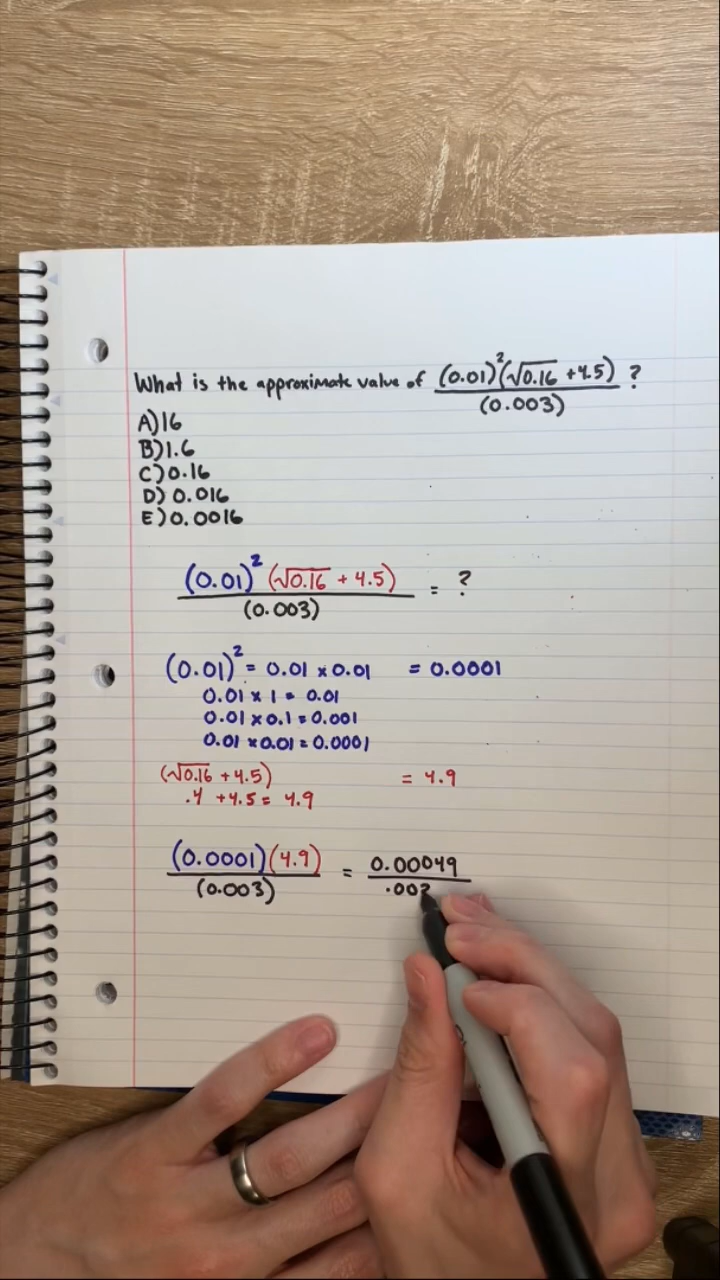 What is the approximate value of (0.01)²(√0.16 + 4.5) / (0.003) ?
A) 16
B) 1.6
C) 0.16
D) 0.016
E) 0.0016
(0.01)² (√0.16 + 4.5) / (0.003) = ?
(0.01)² = 0.01 x 0.01 = 0.0001
0.01 x 1 = 0.01
0.01 x 0.1 = 0.001
0.01 x 0.01 = 0.0001
(√0.16 + 4.5) = 4.9
.4 + 4.5 = 4.9
(0.0001)(4.9) / (0.003) = 0.00049 / .003